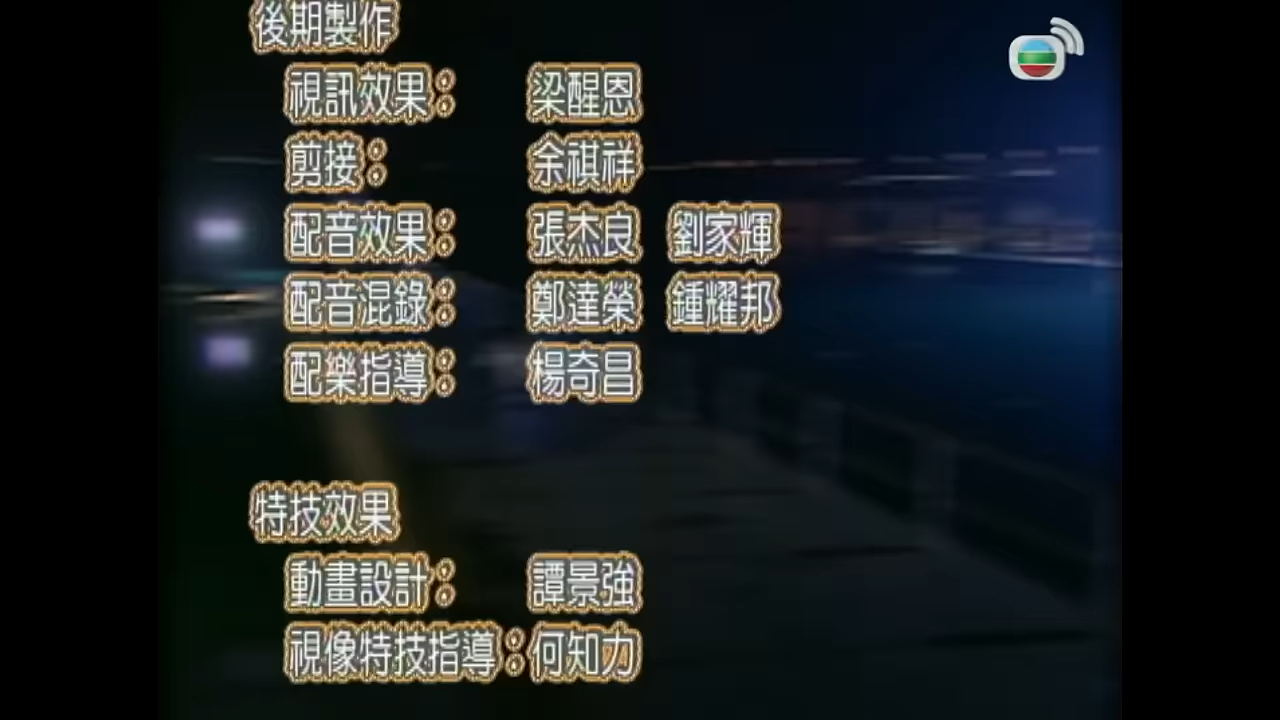 後期製作
視訊效果： 梁醒恩
剪接： 余祺祥
配音效果： 張杰良 劉家輝
配音混錄： 鄭達榮 鍾耀邦
配樂指導： 楊奇昌
特技效果
動畫設計： 譚景強
視像特技指導：何知力